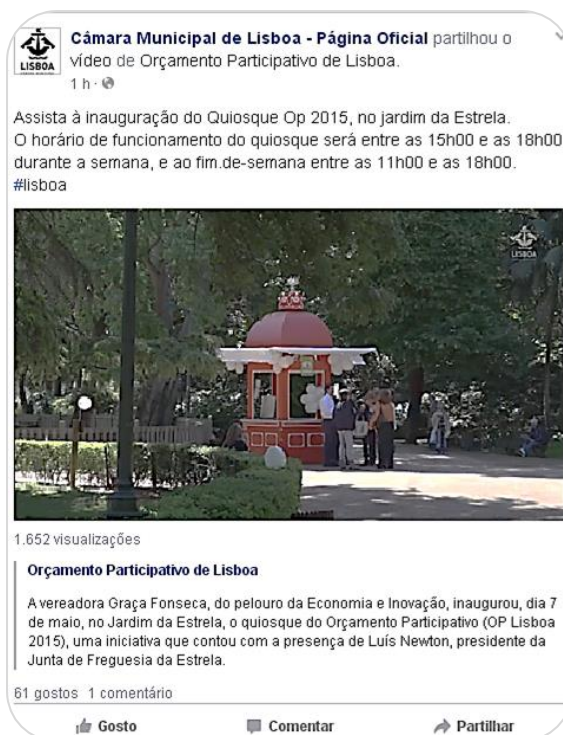 LISBOA
Câmara Municipal de Lisboa - Página Oficial partilhou o
vídeo de Orçamento Participativo de Lisboa.
1 h ·
Assista à inauguração do Quiosque Op 2015, no jardim da Estrela.
O horário de funcionamento do quiosque será entre as 15h00 e as 18h00
durante a semana, e ao fim.de-semana entre as 11h00 e as 18h00.
#lisboa
LISBOA
1.652 visualizações
Orçamento Participativo de Lisboa
A vereadora Graça Fonseca, do pelouro da Economia e Inovação, inaugurou, dia 7
de maio, no Jardim da Estrela, o quiosque do Orçamento Participativo (OP Lisboa
2015), uma iniciativa que contou com a presença de Luís Newton, presidente da
Junta de Freguesia da Estrela.
61 gostos 1 comentário
Gosto Comentar Partilhar